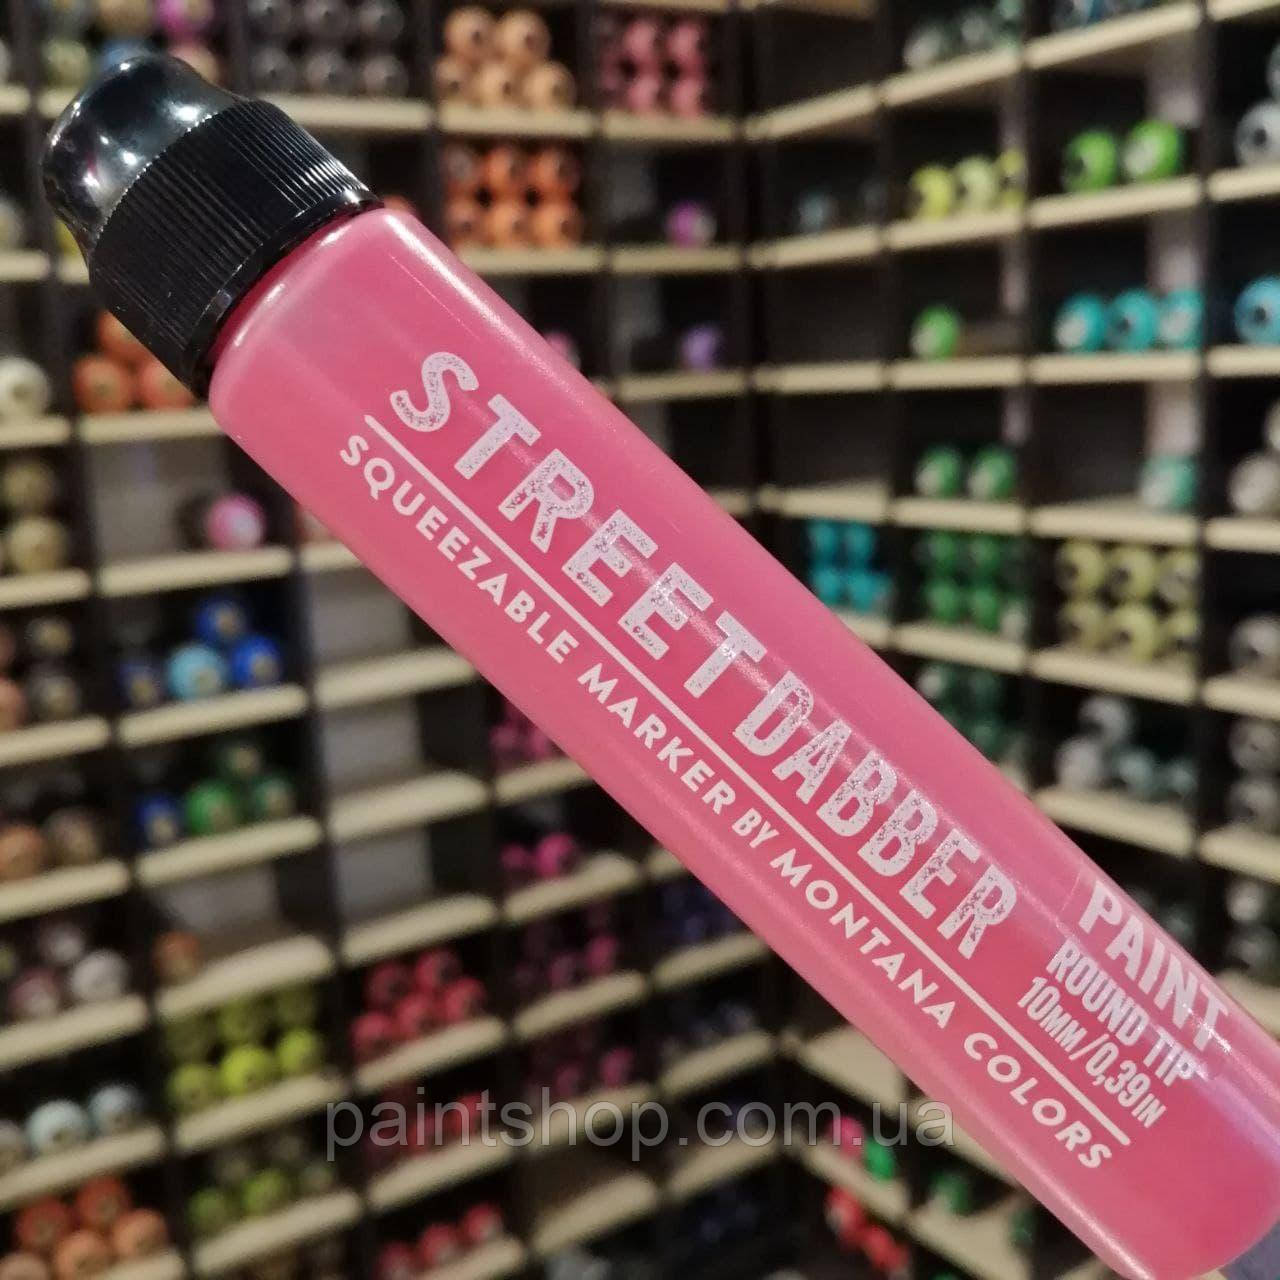 STREET DABBER
SQUEEZABLE MARKER BY MONTANA COLORS
PAINT
ROUND TIP
10MM/0,39IN
paintshop.com.ua